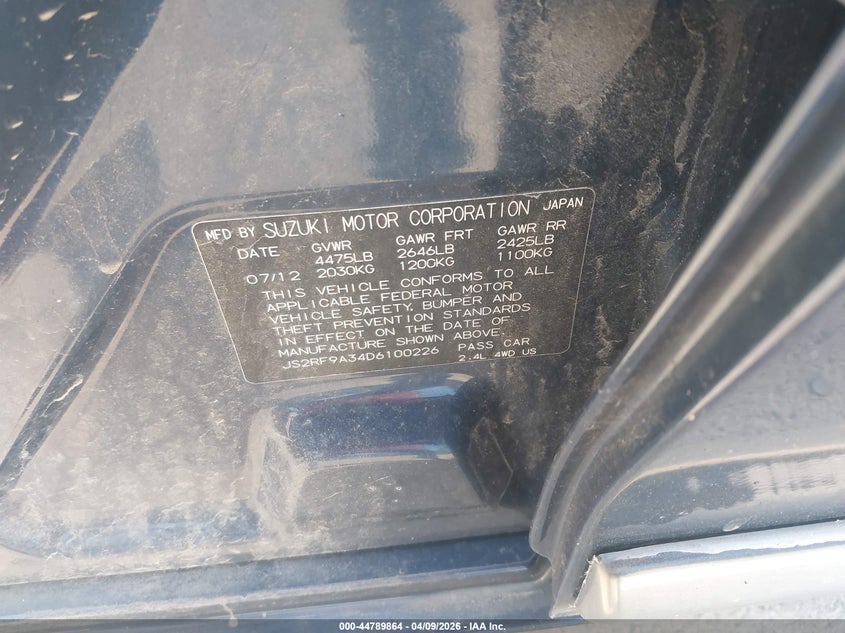 MFD BY SUZUKI MOTOR CORPORATION JAPAN
DATE GVWR GAWR FRT GAWR RR
4475LB 2646LB 2425LB
07/12 2030KG 1200KG 1100KG
THIS VEHICLE CONFORMS TO ALL
APPLICABLE FEDERAL MOTOR
VEHICLE SAFETY, BUMPER AND
THEFT PREVENTION STANDARDS
IN EFFECT ON THE DATE OF
MANUFACTURE SHOWN ABOVE.
JS2RF9A34D6100226 PASS CAR
2.4L 4WD US
000-44789864 - 04/09/2026 - IAA Inc.